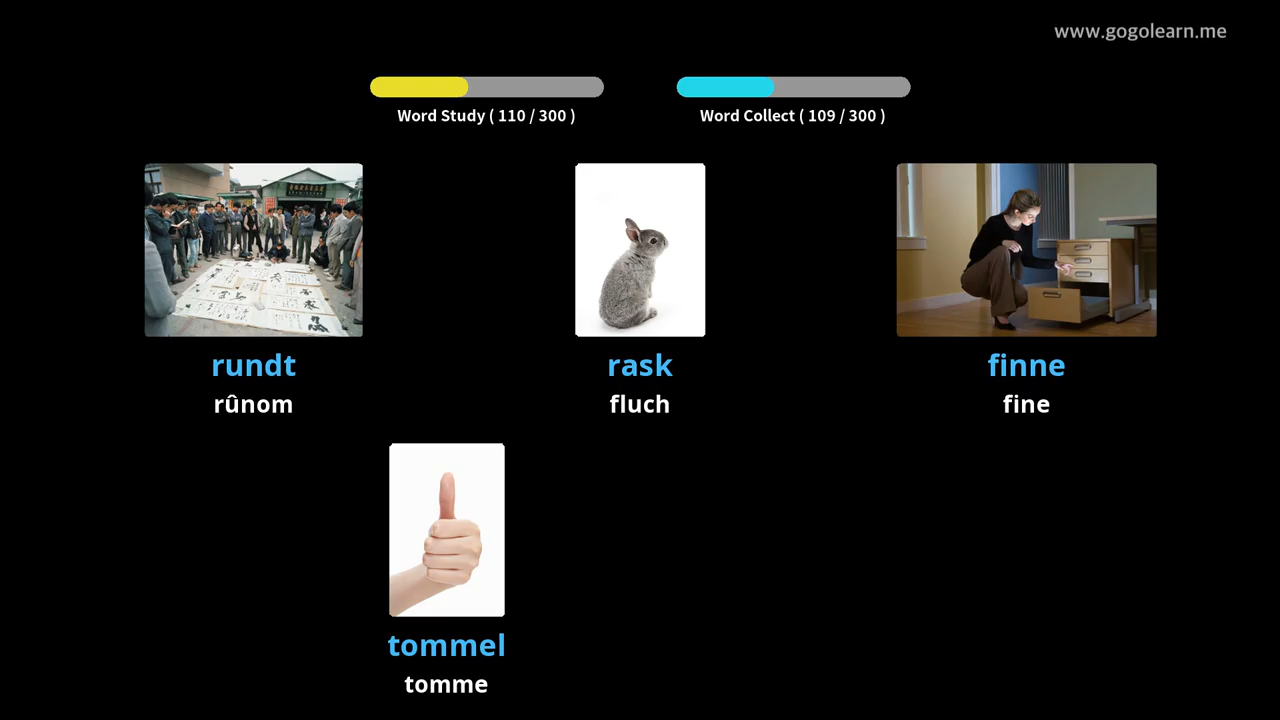 www.gogolearn.me
Word Study ( 110 / 300 )
Word Collect ( 109 / 300 )
rundt
rûnom
rask
fluch
finne
fine
tommel
tomme